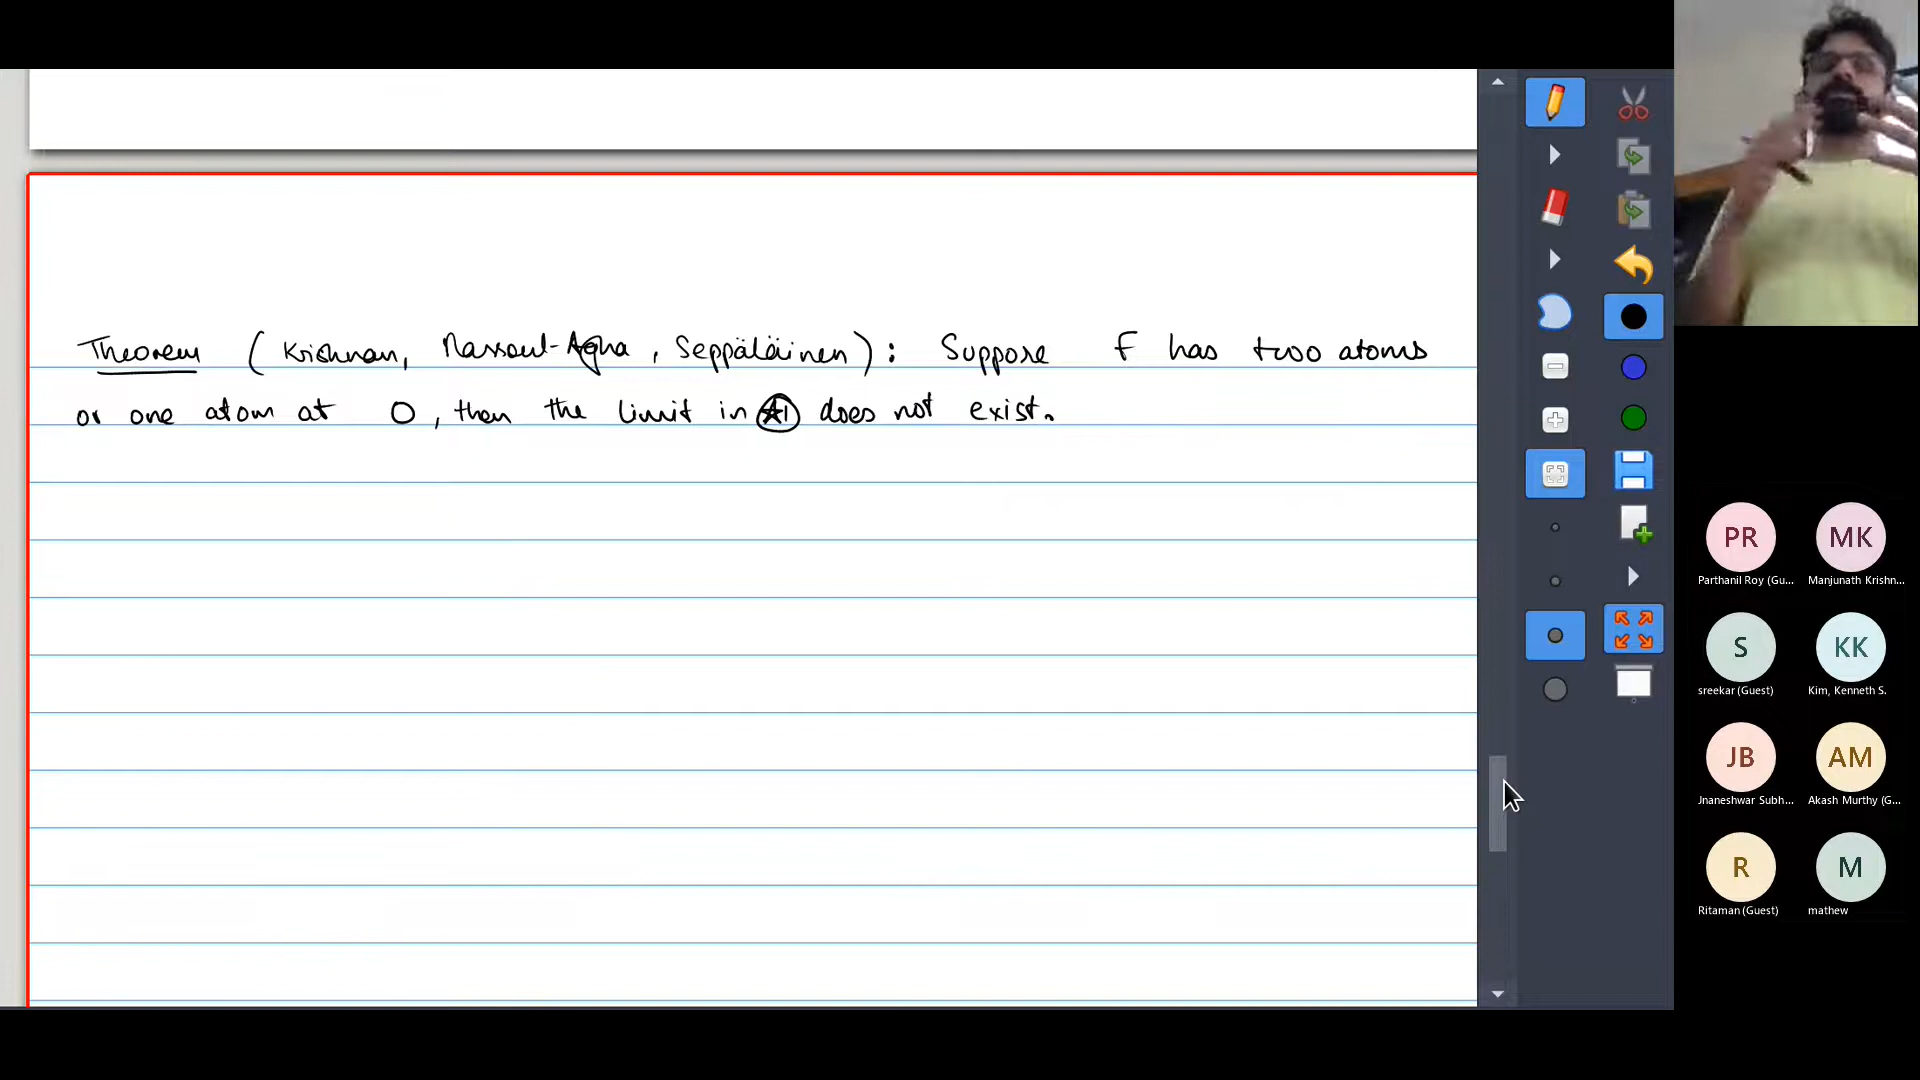 Theorem (Krishnan, Rassoul-Agha, Seppäläinen): Suppose F has two atoms
or one atom at 0, then the limit in ★1 does not exist.
PR
MK
Parthanil Roy (Gu...
Manjunath Krishn...
S
KK
sreekar (Guest)
Kim, Kenneth S.
JB
AM
Jnaneshwar Subh...
Akash Murthy (G...
R
M
Ritaman (Guest)
mathew